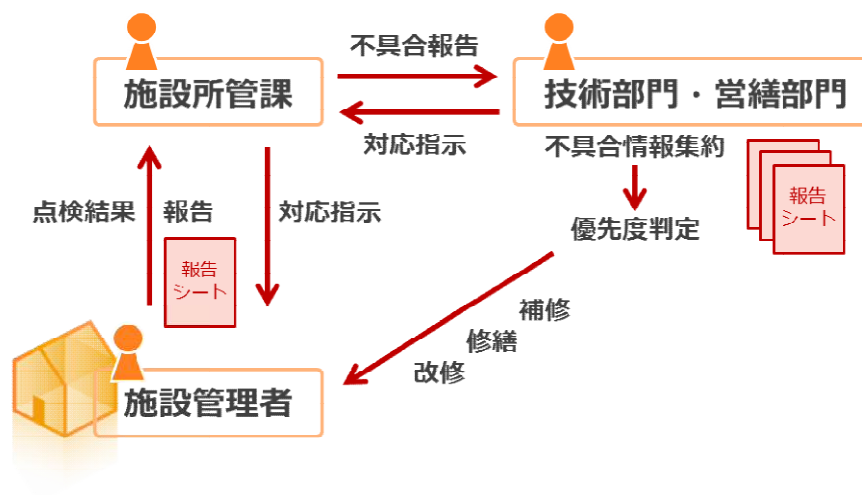 不具合報告
施設所管課
技術部門・営繕部門
対応指示
不具合情報集約
報告
シート
点検結果
報告
対応指示
優先度判定
報告
シート
補修
修繕
改修
施設管理者